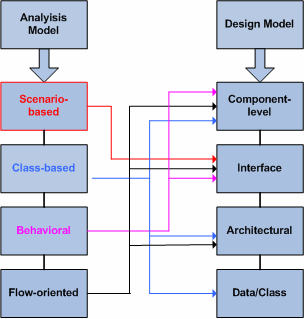 Analyisis
Model
Design Model
Scenario-
based
Component-
level
Class-based
Interface
Behavioral
Architectural
Flow-oriented
Data/Class